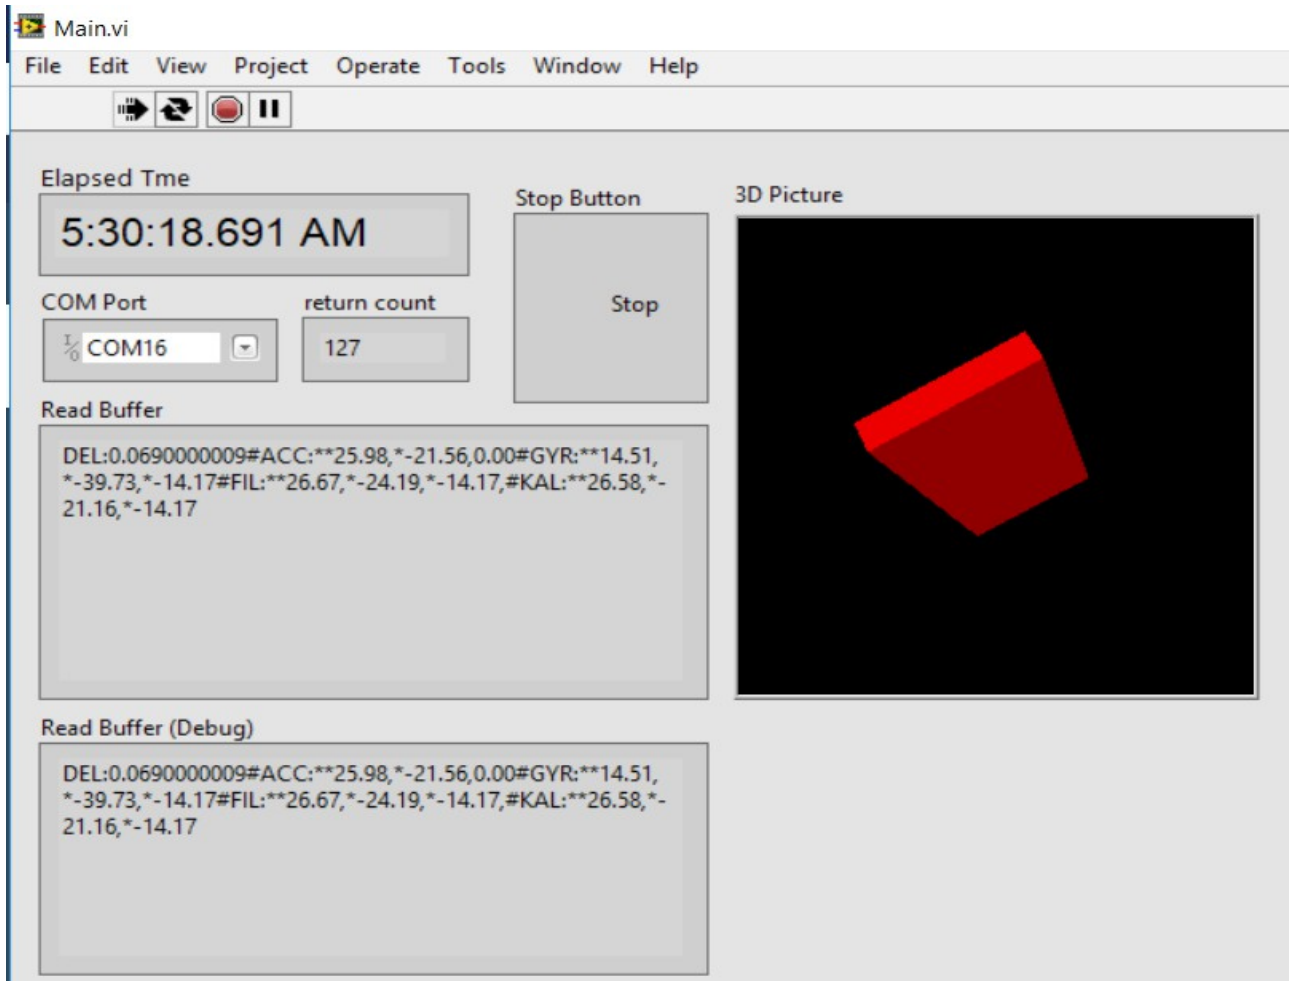 Main.vi
File Edit View Project Operate Tools Window Help
Elapsed Tme
5:30:18.691 AM
Stop Button
Stop
3D Picture
COM Port
COM16
return count
127
Read Buffer
DEL:0.0690000009#ACC:**25.98,*-21.56,0.00#GYR:**14.51,
*-39.73,*-14.17#FIL:**26.67,*-24.19,*-14.17,#KAL:**26.58,*-
21.16,*-14.17
Read Buffer (Debug)
DEL:0.0690000009#ACC:**25.98,*-21.56,0.00#GYR:**14.51,
*-39.73,*-14.17#FIL:**26.67,*-24.19,*-14.17,#KAL:**26.58,*-
21.16,*-14.17